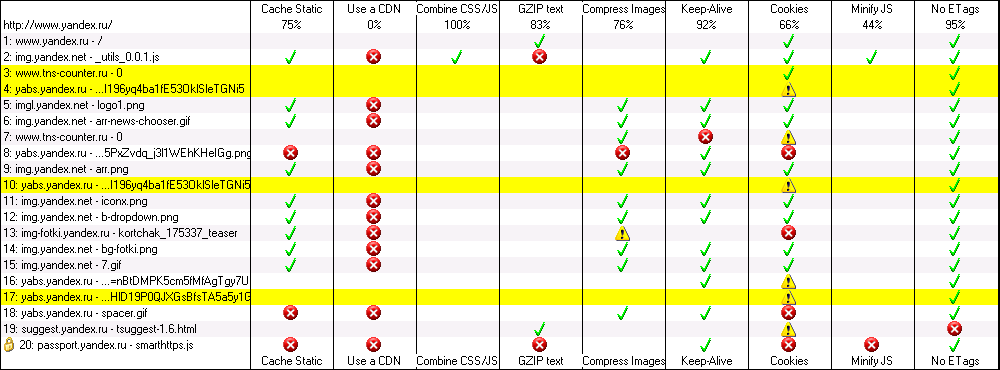 Cache Static Use a CDN Combine CSS/JS GZIP text Compress Images Keep-Alive Cookies Minify JS No ETags
http://www.yandex.ru/ 75% 0% 100% 83% 76% 92% 66% 44% 95%
1: www.yandex.ru - /
2: img.yandex.net - _utils_0.0.1.js
3: www.tns-counter.ru - 0
4: yabs.yandex.ru -
5: imgl.yandex.net - logo1.png
6: img.yandex.net - arr-news-chooser.gif
7: www.tns-counter.ru - 0
8: yabs.yandex.ru -
9: img.yandex.net - arr.png
10: yabs.yandex.ru -
11: img.yandex.net - iconx.png
12: img.yandex.net - b-dropdown.png
13: img-fotki.yandex.ru - kortchak_175337_teaser
14: img.yandex.net - bg-fotki.png
15: img.yandex.net - 7.gif
16: yabs.yandex.ru - ...=nBtDMPK5cm5fMfAgTgy7U
17: yabs.yandex.ru -
18: yabs.yandex.ru - spacer.gif
19: suggest.yandex.ru - tsuggest-1.6.html
20: passport.yandex.ru - smarthttps.js
Cache Static Use a CDN Combine CSS/JS GZIP text Compress Images Keep-Alive Cookies Minify JS No ETags